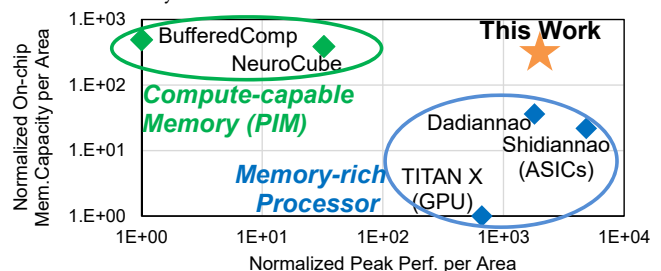 1.E+03
BufferedComp
This Work
NeuroCube
1.E+02
Compute-capable
Memory (PIM)
Dadiannao
Shidiannao
(ASICs)
1.E+01
Memory-rich
Processor
TITAN X
(GPU)
1.E+00
1.E+00 1.E+01 1.E+02 1.E+03 1.E+04
Normalized On-chip
Mem.Capacity per Area
Normalized Peak Perf. per Area